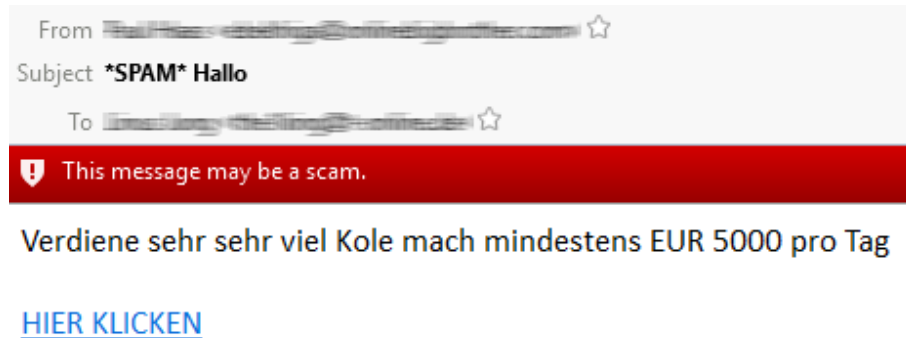 From
Subject *SPAM* Hallo
To
This message may be a scam.
Verdiene sehr sehr viel Kole mach mindestens EUR 5000 pro Tag
HIER KLICKEN